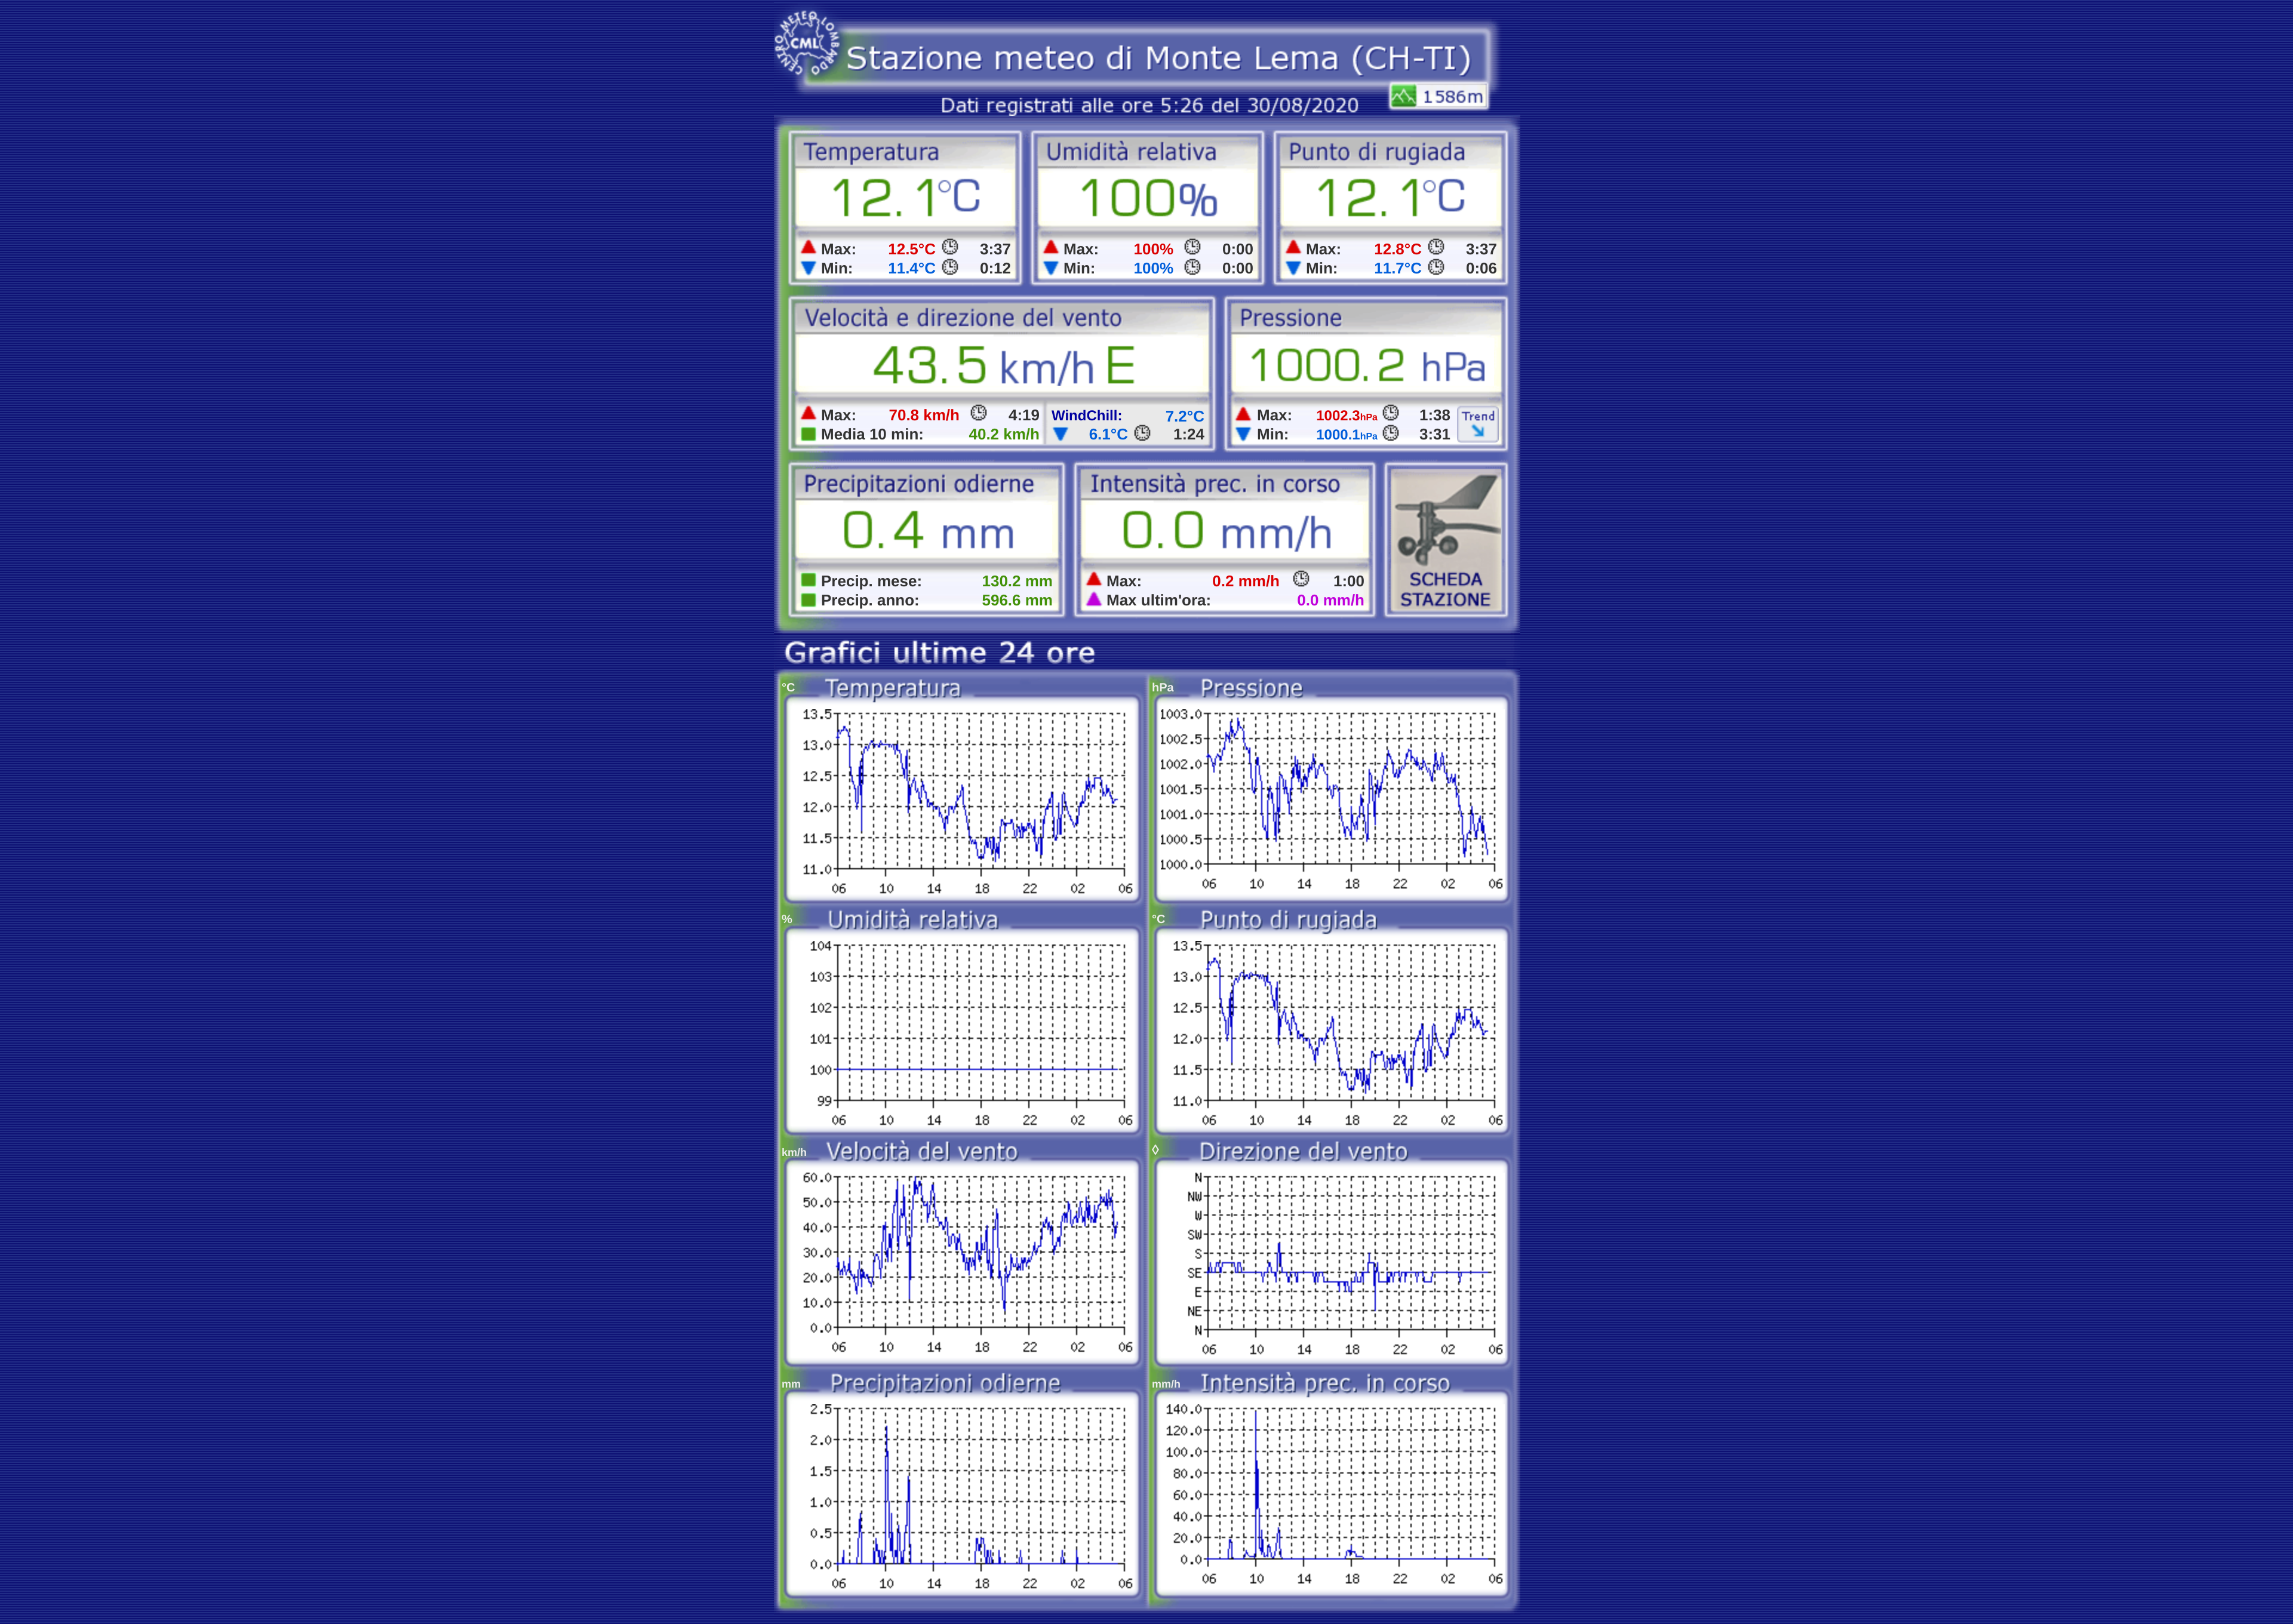 CENTRO METEO LOMBARDO
CML
Stazione meteo di Monte Lema (CH-TI)
1586m
Dati registrati alle ore 5:26 del 30/08/2020
Temperatura
12.1°C
Max: 12.5°C 3:37
Min: 11.4°C 0:12
Umidità relativa
100%
Max: 100% 0:00
Min: 100% 0:00
Punto di rugiada
12.1°C
Max: 12.8°C 3:37
Min: 11.7°C 0:06
Velocità e direzione del vento
43.5 km/h E
Max: 70.8 km/h 4:19
Media 10 min: 40.2 km/h
WindChill: 7.2°C
6.1°C 1:24
Pressione
1000.2 hPa
Max: 1002.3hPa 1:38
Min: 1000.1hPa 3:31
Trend
Precipitazioni odierne
0.4 mm
Precip. mese: 130.2 mm
Precip. anno: 596.6 mm
Intensità prec. in corso
0.0 mm/h
Max: 0.2 mm/h 1:00
Max ultim'ora: 0.0 mm/h
SCHEDA
STAZIONE
Grafici ultime 24 ore
°C Temperatura
13.5
13.0
12.5
12.0
11.5
11.0
06 10 14 18 22 02 06
hPa Pressione
1003.0
1002.5
1002.0
1001.5
1001.0
1000.5
1000.0
06 10 14 18 22 02 06
% Umidità relativa
104
103
102
101
100
99
06 10 14 18 22 02 06
°C Punto di rugiada
13.5
13.0
12.5
12.0
11.5
11.0
06 10 14 18 22 02 06
km/h Velocità del vento
60.0
50.0
40.0
30.0
20.0
10.0
0.0
06 10 14 18 22 02 06
◊ Direzione del vento
N
NW
W
SW
S
SE
E
NE
N
06 10 14 18 22 02 06
mm Precipitazioni odierne
2.5
2.0
1.5
1.0
0.5
0.0
06 10 14 18 22 02 06
mm/h Intensità prec. in corso
140.0
120.0
100.0
80.0
60.0
40.0
20.0
0.0
06 10 14 18 22 02 06